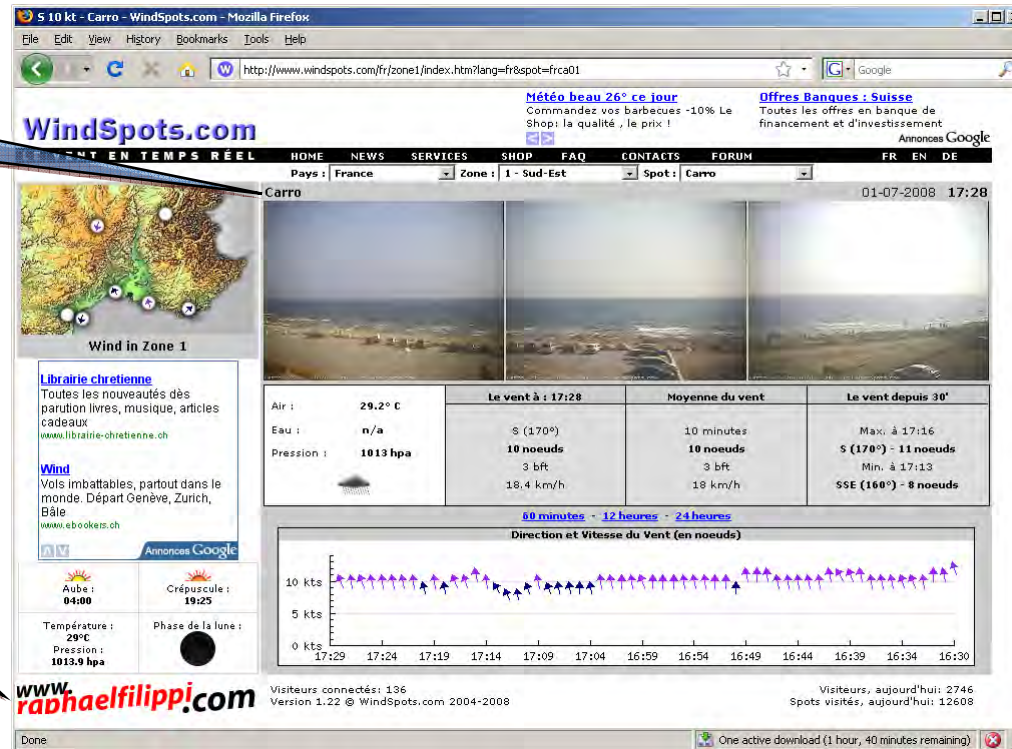 S 10 kt - Carro - WindSpots.com - Mozilla Firefox
File Edit View History Bookmarks Tools Help
http://www.windspots.com/fr/zone1/index.htm?lang=fr&spot=frca01
Google
WindSpots.com
Météo beau 26° ce jour
Commandez vos barbecues -10% Le
Shop: la qualité , le prix !
Offres Banques : Suisse
Toutes les offres en banque de
financement et d'investissement
Annonces Google
LE VENT EN TEMPS RÉEL
HOME NEWS SERVICES SHOP FAQ CONTACTS FORUM FR EN DE
Pays : France Zone : 1 - Sud-Est Spot : Carro
Carro 01-07-2008 17:28
Wind in Zone 1
Librairie chretienne
Toutes les nouveautés dès
parution livres, musique, articles
cadeaux
www.librairie-chretienne.ch
Wind
Vols imbattables, partout dans le
monde. Départ Genève, Zurich,
Bâle
www.ebookers.ch
Annonces Google
Aube :
04:00
Crépuscule :
19:25
Température :
29°C
Pression :
1013.9 hpa
Phase de la lune :
www.
raphaelfilippi.com
Air : 29.2° C
Eau : n/a
Pression : 1013 hpa
Le vent à : 17:28
S (170°)
10 noeuds
3 bft
18.4 km/h
Moyenne du vent
10 minutes
10 noeuds
3 bft
18 km/h
Le vent depuis 30'
Max. à 17:16
S (170°) - 11 noeuds
Min. à 17:13
SSE (160°) - 8 noeuds
60 minutes - 12 heures - 24 heures
Direction et Vitesse du Vent (en noeuds)
10 kts
5 kts
0 kts
17:29 17:24 17:19 17:14 17:09 17:04 16:59 16:54 16:49 16:44 16:39 16:34 16:30
Visiteurs connectés: 136
Version 1.22 @ WindSpots.com 2004-2008
Visiteurs, aujourd'hui: 2746
Spots visités, aujourd'hui: 12608
Done
One active download (1 hour, 40 minutes remaining)